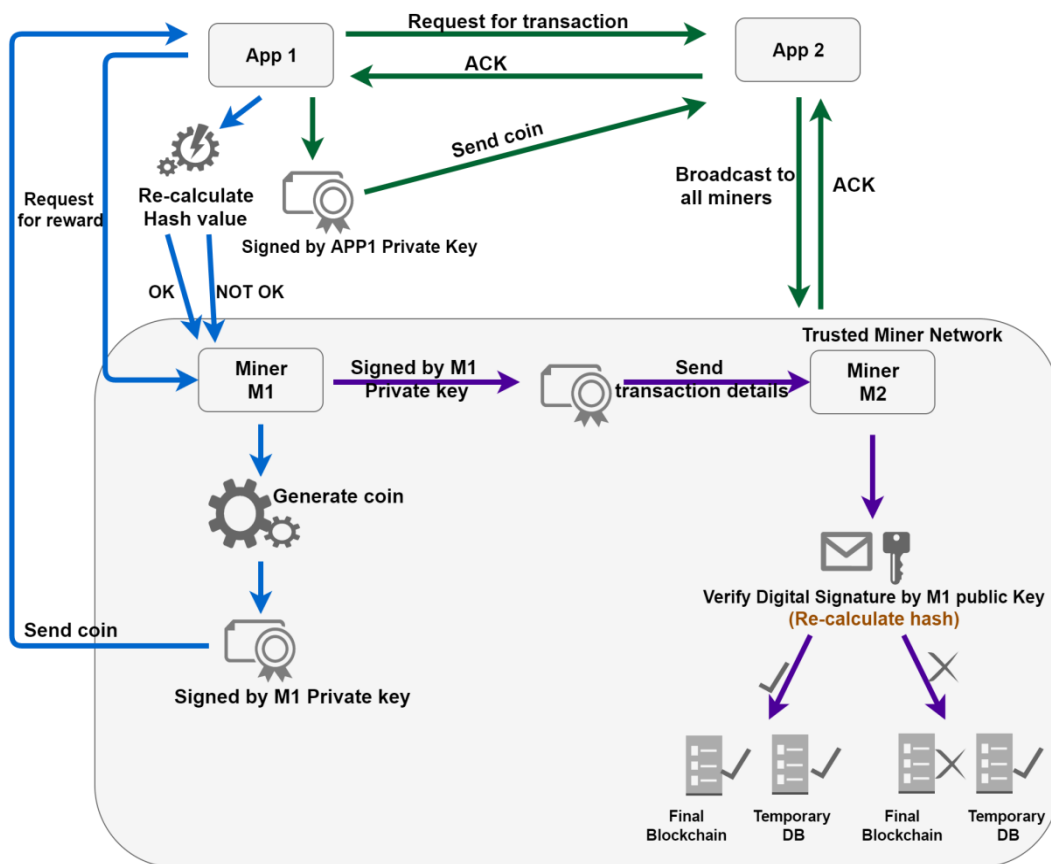 Request for transaction
App 1
App 2
ACK
Send coin
Request
for reward
Re-calculate
Hash value
Signed by APP1 Private Key
Broadcast to
all miners
ACK
OK
NOT OK
Trusted Miner Network
Miner
M1
Signed by M1
Private key
Send
transaction details
Miner
M2
Generate coin
Verify Digital Signature by M1 public Key
(Re-calculate hash)
Send coin
Signed by M1 Private key
Final
Blockchain
Temporary
DB
Final
Blockchain
Temporary
DB